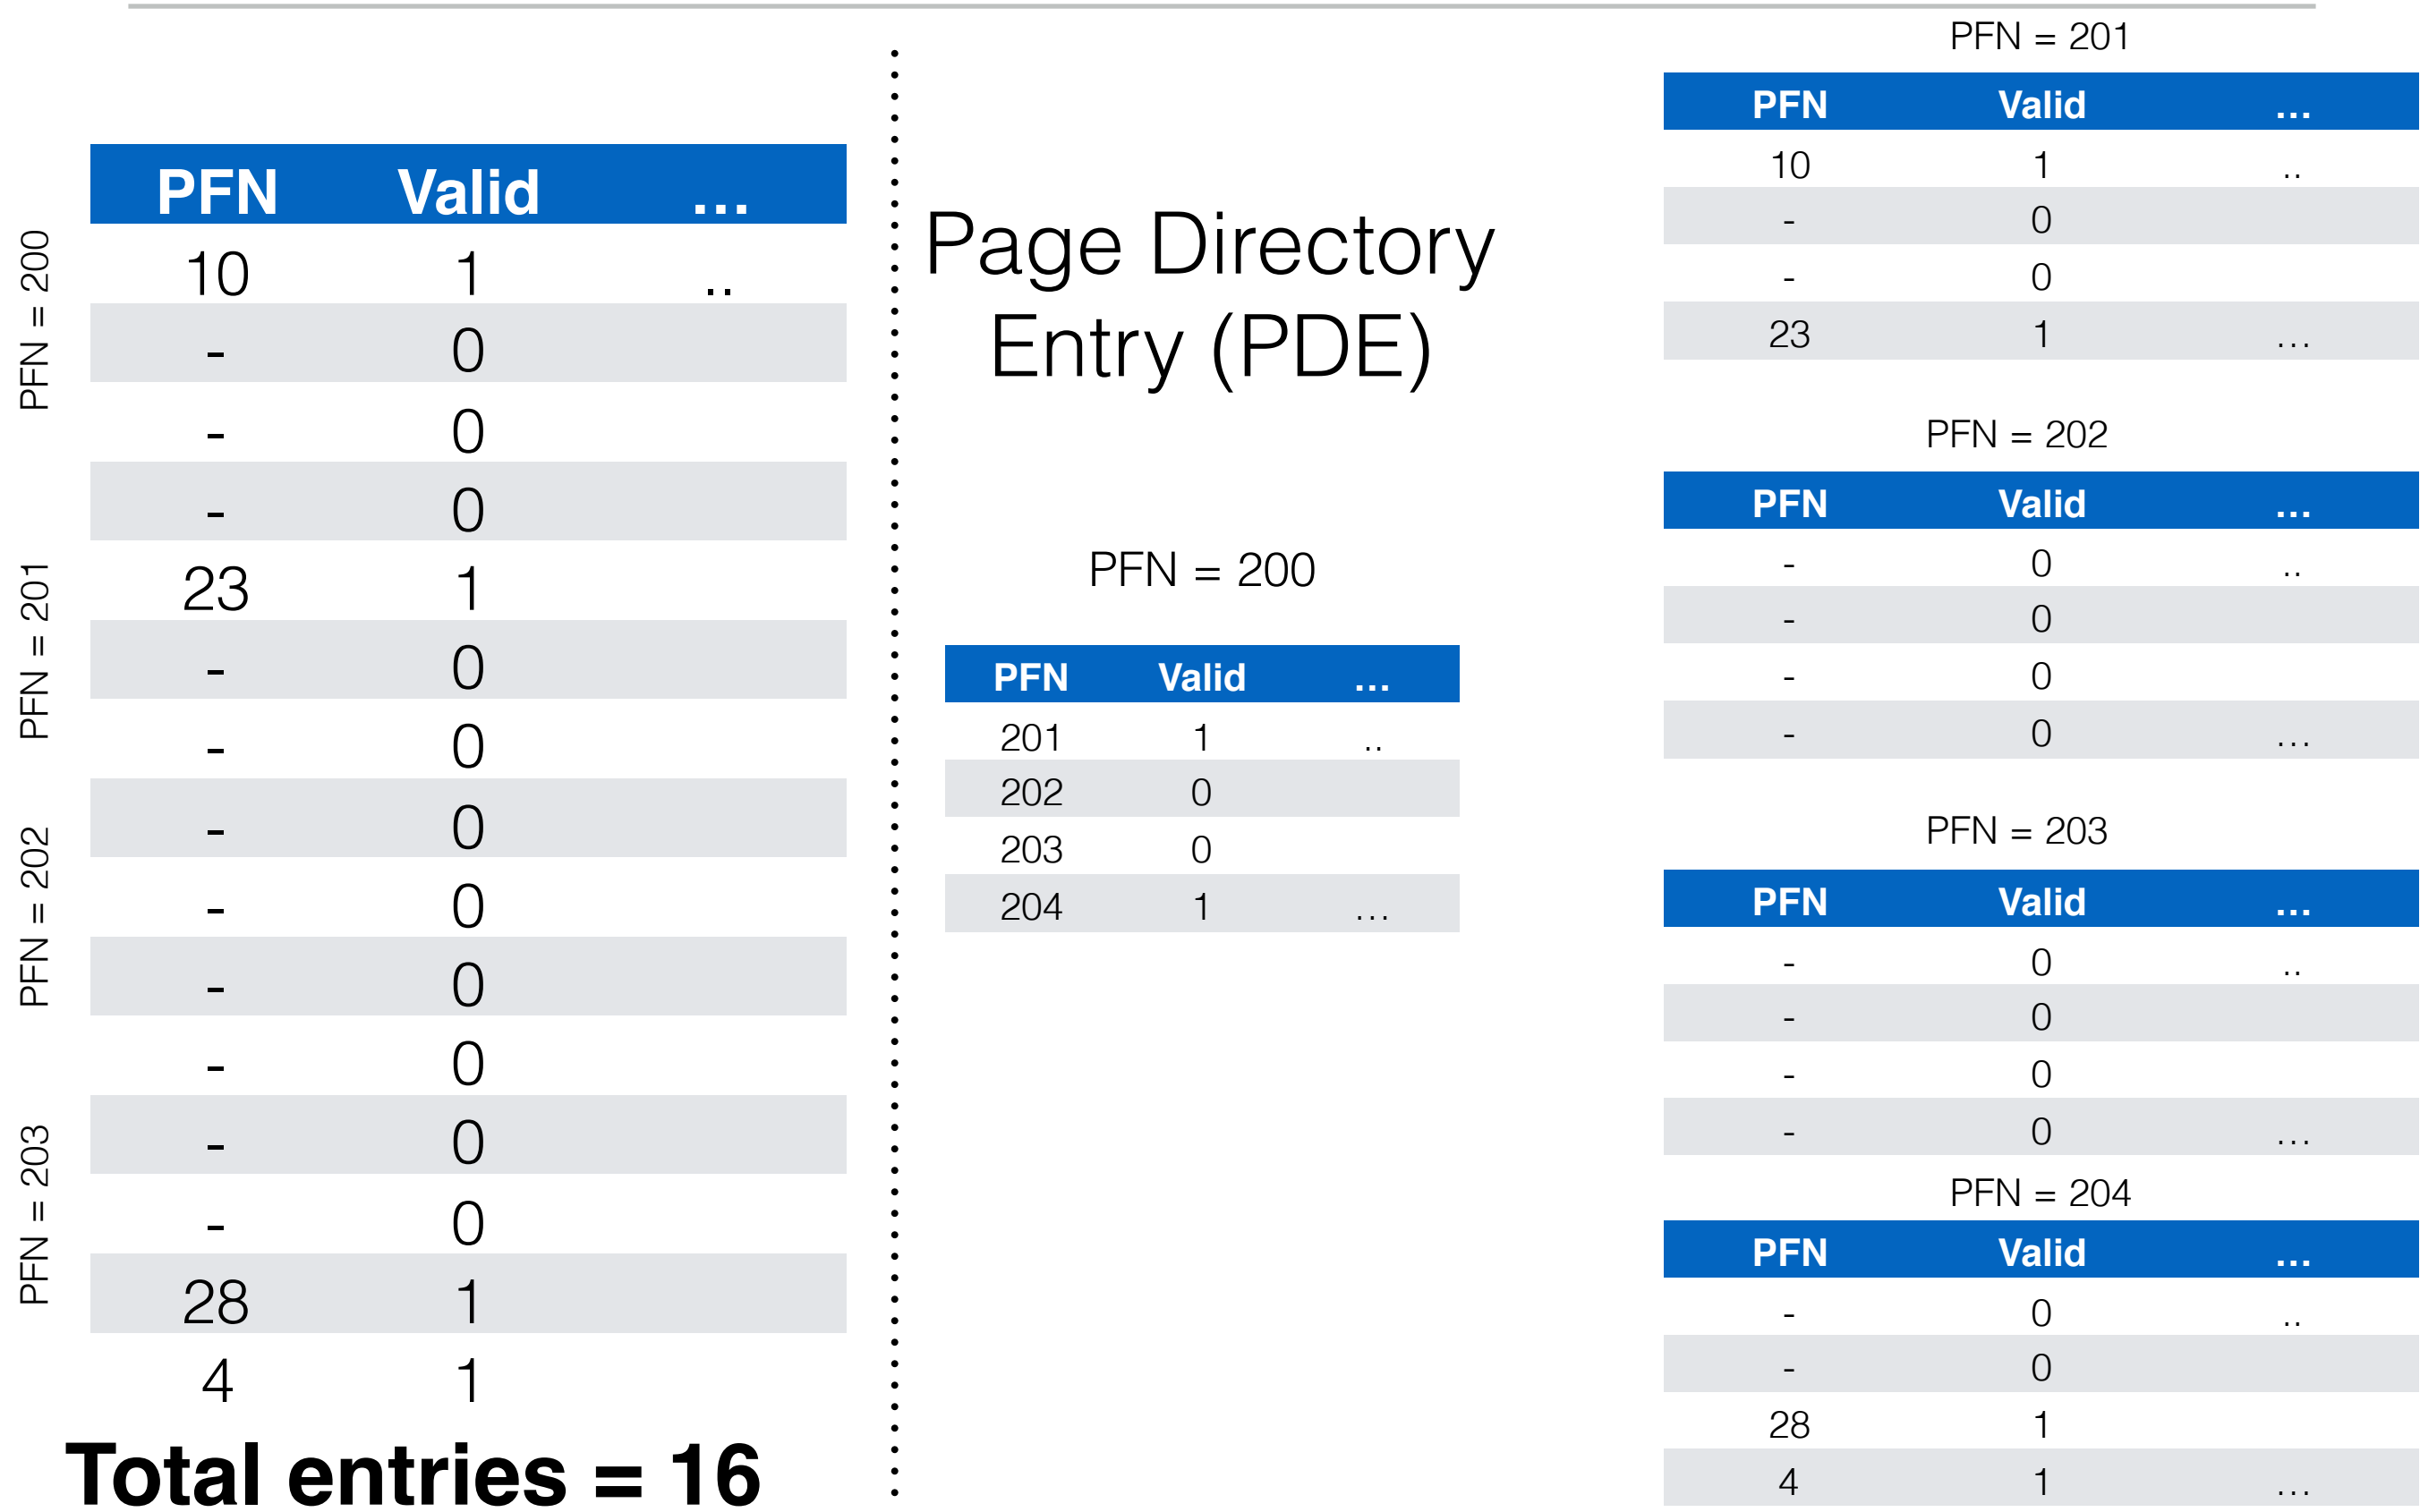 PFN = 200
PFN = 201
PFN = 202
PFN = 203
PFN Valid ...
10 1 ..
- 0
- 0
- 0
23 1
- 0
- 0
- 0
- 0
- 0
- 0
- 0
- 0
28 1
4 1
Total entries = 16
Page Directory
Entry (PDE)
PFN = 200
PFN Valid ...
201 1 ..
202 0
203 0
204 1 ...
PFN = 201
PFN Valid ...
10 1 ..
- 0
- 0
23 1 ...
PFN = 202
PFN Valid ...
- 0 ..
- 0
- 0
- 0 ...
PFN = 203
PFN Valid ...
- 0 ..
- 0
- 0
- 0 ...
PFN = 204
PFN Valid ...
- 0 ..
- 0
28 1
4 1 ...